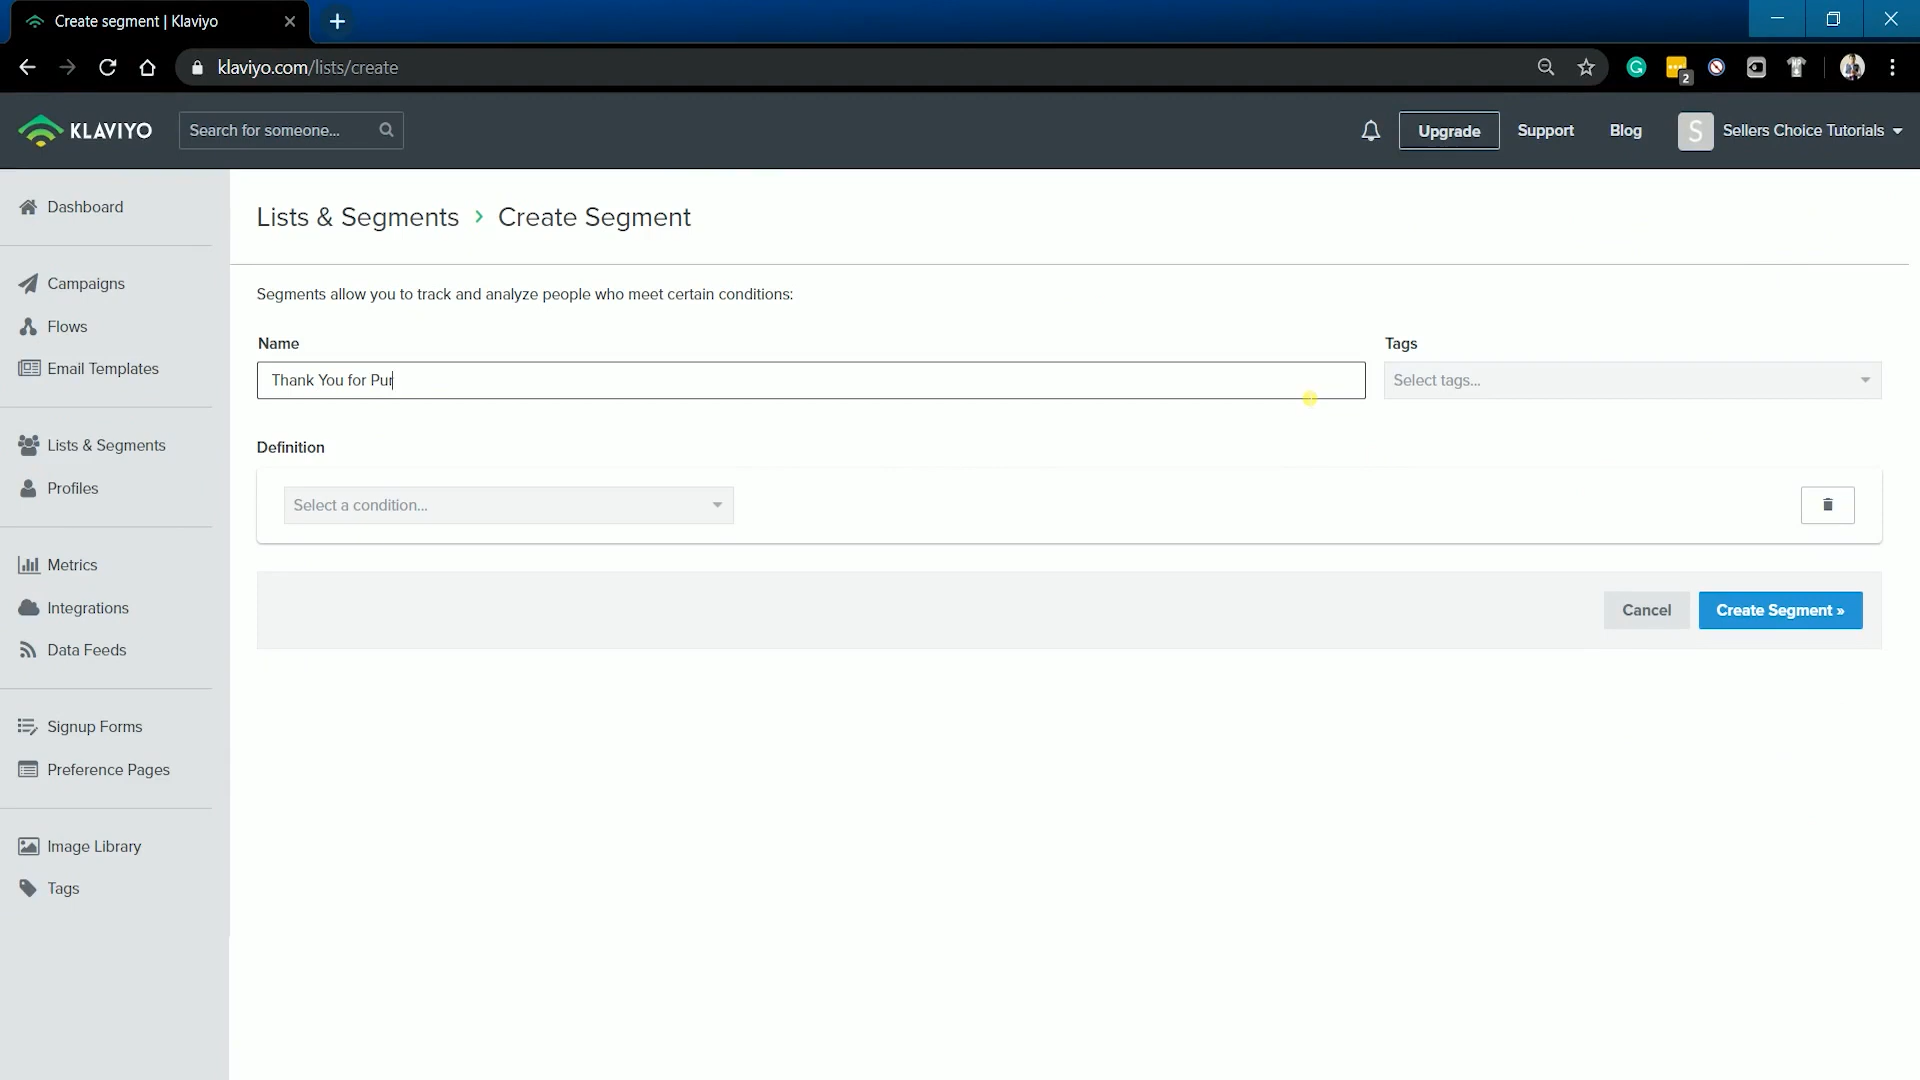 Create segment | Klaviyo
klaviyo.com/lists/create
2
KLAVIYO
Search for someone...
Upgrade
Support
Blog
S
Sellers Choice Tutorials
Dashboard
Campaigns
Flows
Email Templates
Lists & Segments
Profiles
Metrics
Integrations
Data Feeds
Signup Forms
Preference Pages
Image Library
Tags
Lists & Segments › Create Segment
Segments allow you to track and analyze people who meet certain conditions:
Name
Tags
Thank You for Pur
Select tags...
Definition
Select a condition...
Cancel
Create Segment »